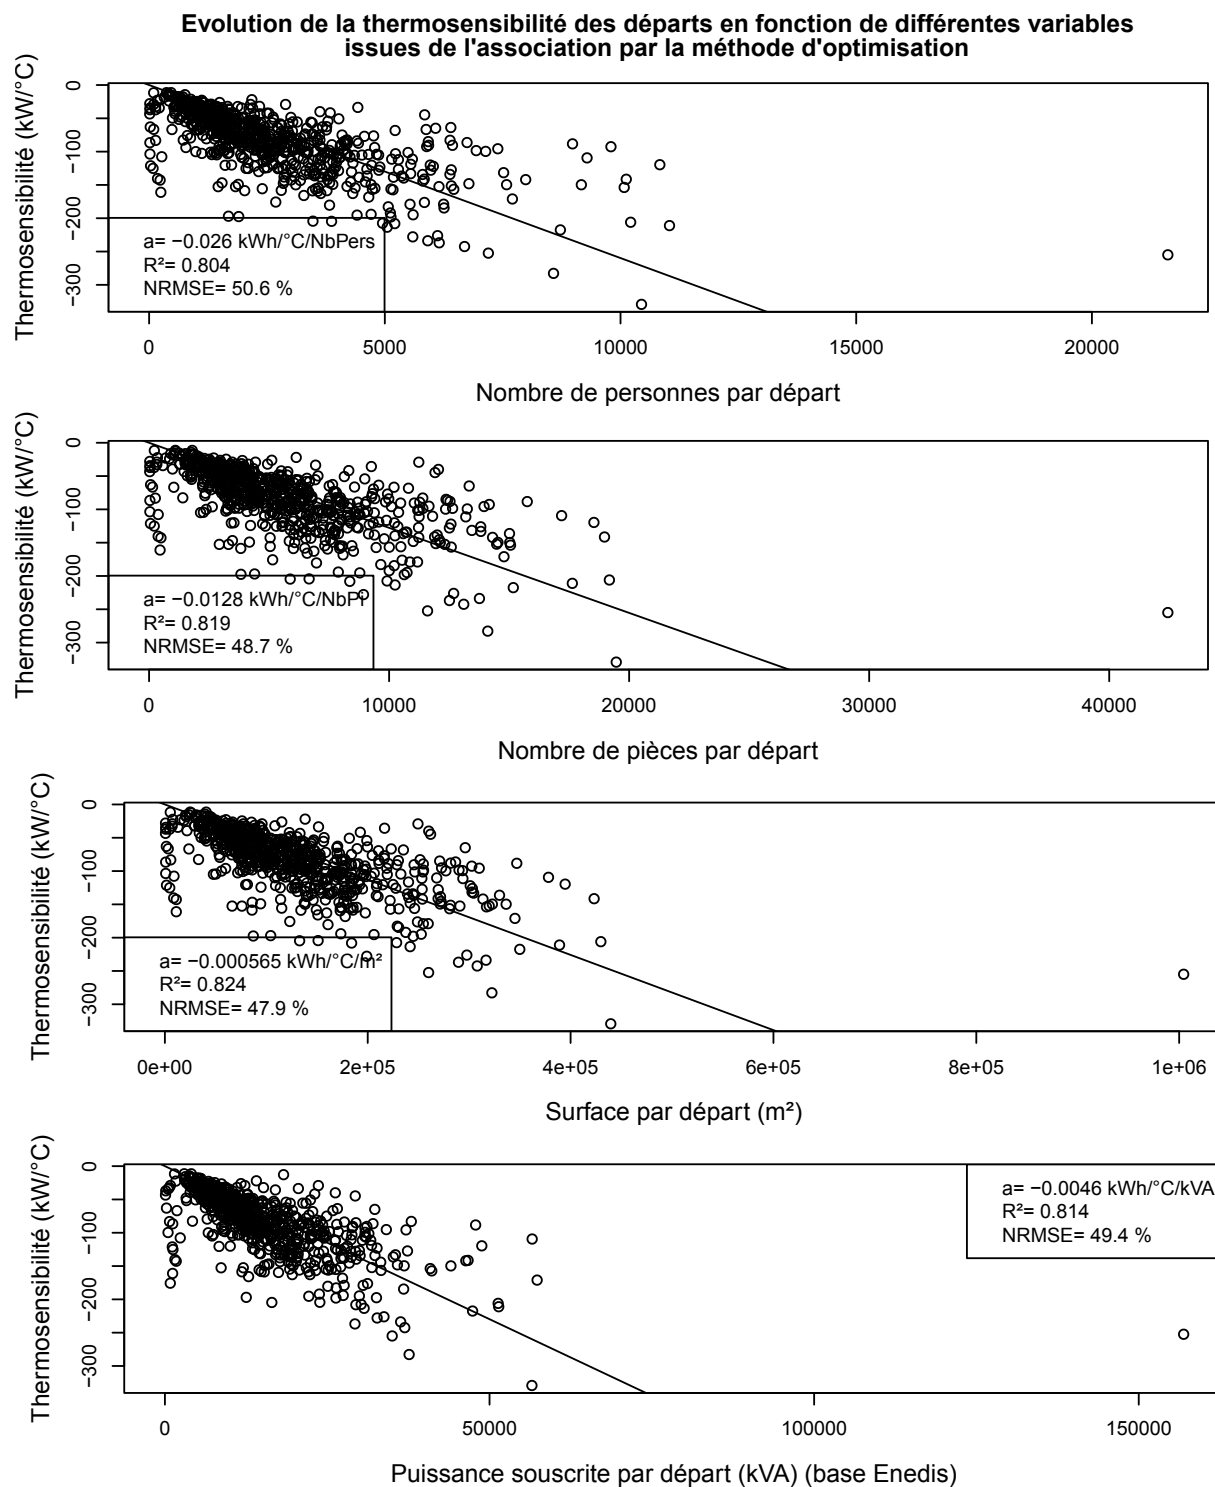 Evolution de la thermosensibilité des départs en fonction de différentes variables
issues de l'association par la méthode d'optimisation
Thermosensibilité (kW/°C)
0
−100
−200
−300
a= −0.026 kWh/°C/NbPers
R²= 0.804
NRMSE= 50.6 %
0 5000 10000 15000 20000
Nombre de personnes par départ
Thermosensibilité (kW/°C)
0
−100
−200
−300
a= −0.0128 kWh/°C/NbPi
R²= 0.819
NRMSE= 48.7 %
0 10000 20000 30000 40000
Nombre de pièces par départ
Thermosensibilité (kW/°C)
0
−100
−200
−300
a= −0.000565 kWh/°C/m²
R²= 0.824
NRMSE= 47.9 %
0e+00 2e+05 4e+05 6e+05 8e+05 1e+06
Surface par départ (m²)
Thermosensibilité (kW/°C)
0
−100
−200
−300
a= −0.0046 kWh/°C/kVA
R²= 0.814
NRMSE= 49.4 %
0 50000 100000 150000
Puissance souscrite par départ (kVA) (base Enedis)